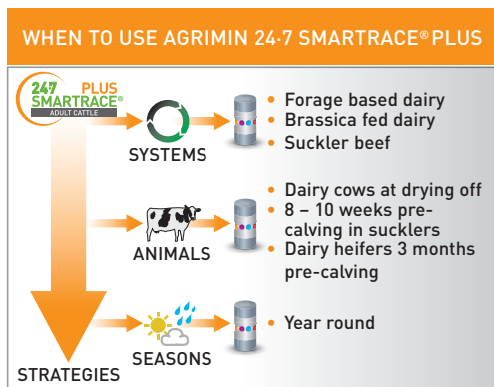 WHEN TO USE AGRIMIN 24·7 SMARTRACE® PLUS
24·7 PLUS
SMARTRACE®
ADULT CATTLE
SYSTEMS
• Forage based dairy
• Brassica fed dairy
• Suckler beef
ANIMALS
• Dairy cows at drying off
• 8 – 10 weeks pre-
calving in sucklers
• Dairy heifers 3 months
pre-calving
SEASONS
• Year round
STRATEGIES